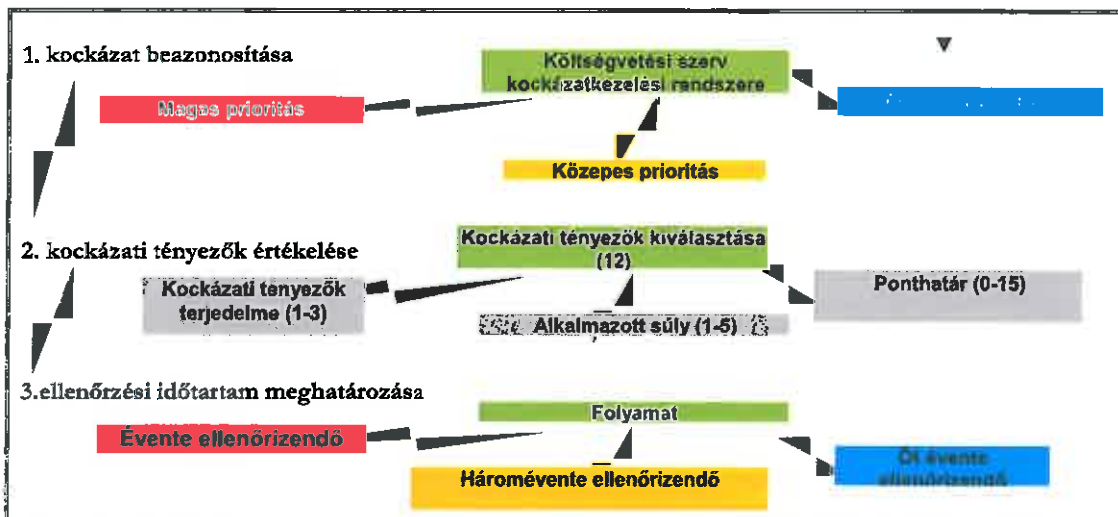 1. kockázat beazonosítása
Költségvetési szerv
kockázatkezelési rendszere
Magas prioritás
Közepes prioritás
2. kockázati tényezők értékelése
Kockázati tényezők kiválasztása
(12)
Kockázati tényezők
terjedelme (1-3)
Ponthatár (0-15)
Alkalmazott súly (1-5)
3.ellenőrzési időtartam meghatározása
Folyamat
Évente ellenőrizendő
Háromévente ellenőrizendő
Öt évente
ellenőrizendő